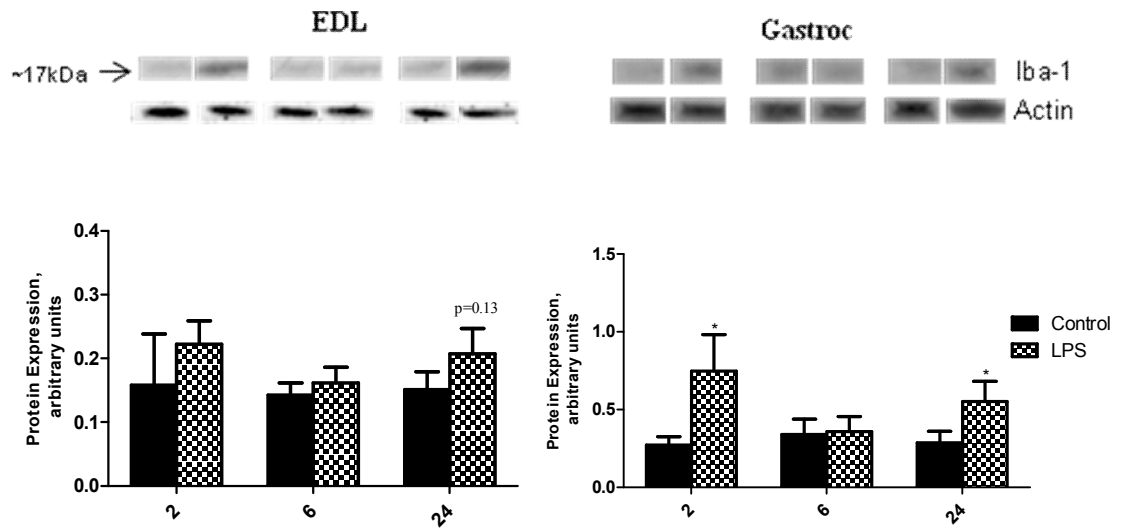 EDL
Gastroc
~17kDa
Iba-1
Actin
Protein Expression,
arbitrary units
0.4
0.3
0.2
0.1
0.0
p=0.13
2
6
24
Protein Expression,
arbitrary units
1.5
1.0
0.5
0.0
*
*
2
6
24
Control
LPS